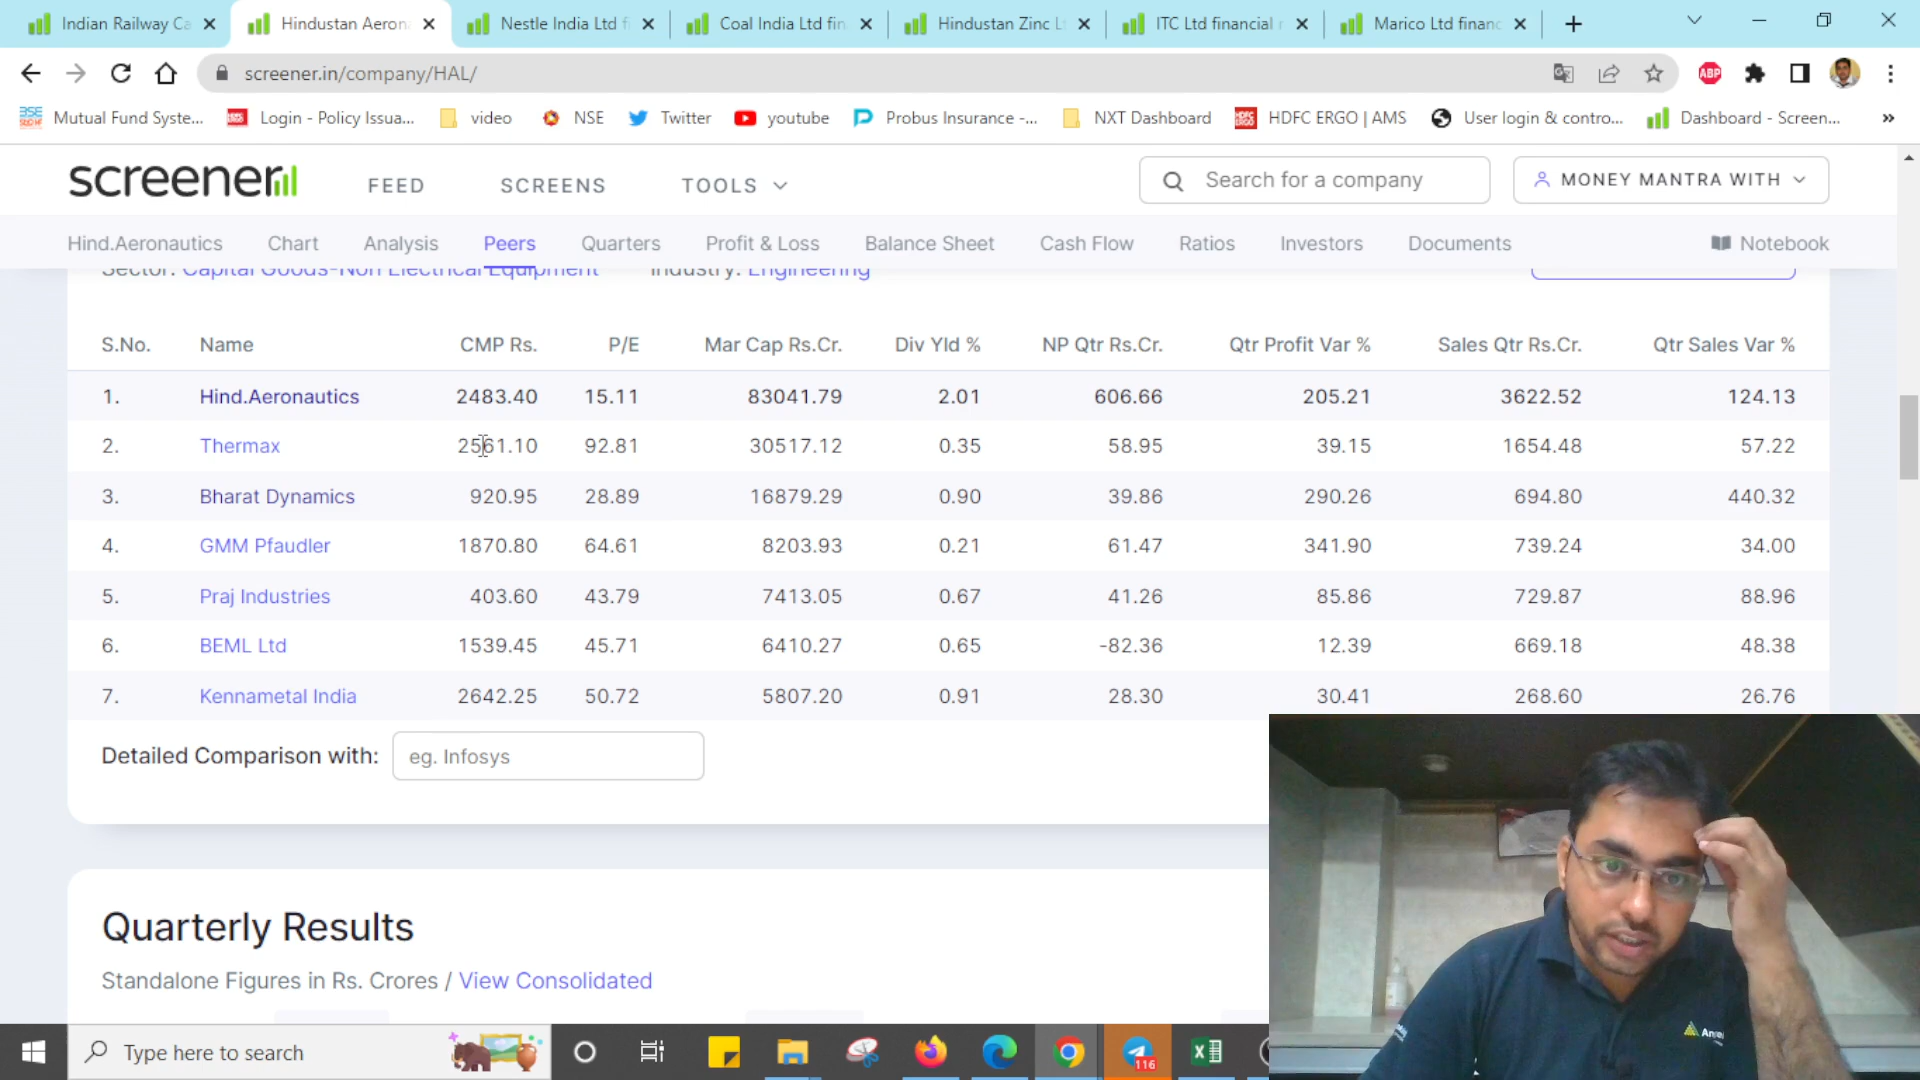 Indian Railway Ca
Hindustan Aeron
Nestle India Ltd fi
Coal India Ltd fin
Hindustan Zinc Lt
ITC Ltd financial r
Marico Ltd financ
screener.in/company/HAL/
ABP
Mutual Fund Syste...
Login - Policy Issua...
video
NSE
Twitter
youtube
Probus Insurance -...
NXT Dashboard
HDFC ERGO | AMS
User login & contro...
Dashboard - Screen...
»
screener
FEED
SCREENS
TOOLS
Search for a company
MONEY MANTRA WITH
Hind.Aeronautics Chart Analysis Peers Quarters Profit & Loss Balance Sheet Cash Flow Ratios Investors Documents Notebook
Sector: Capital Goods-Non Electrical Equipment Industry: Engineering
S.No. Name CMP Rs. P/E Mar Cap Rs.Cr. Div Yld % NP Qtr Rs.Cr. Qtr Profit Var % Sales Qtr Rs.Cr. Qtr Sales Var %
1. Hind.Aeronautics 2483.40 15.11 83041.79 2.01 606.66 205.21 3622.52 124.13
2. Thermax 2561.10 92.81 30517.12 0.35 58.95 39.15 1654.48 57.22
3. Bharat Dynamics 920.95 28.89 16879.29 0.90 39.86 290.26 694.80 440.32
4. GMM Pfaudler 1870.80 64.61 8203.93 0.21 61.47 341.90 739.24 34.00
5. Praj Industries 403.60 43.79 7413.05 0.67 41.26 85.86 729.87 88.96
6. BEML Ltd 1539.45 45.71 6410.27 0.65 -82.36 12.39 669.18 48.38
7. Kennametal India 2642.25 50.72 5807.20 0.91 28.30 30.41 268.60 26.76
Detailed Comparison with: eg. Infosys
Quarterly Results
Standalone Figures in Rs. Crores / View Consolidated
Type here to search
116